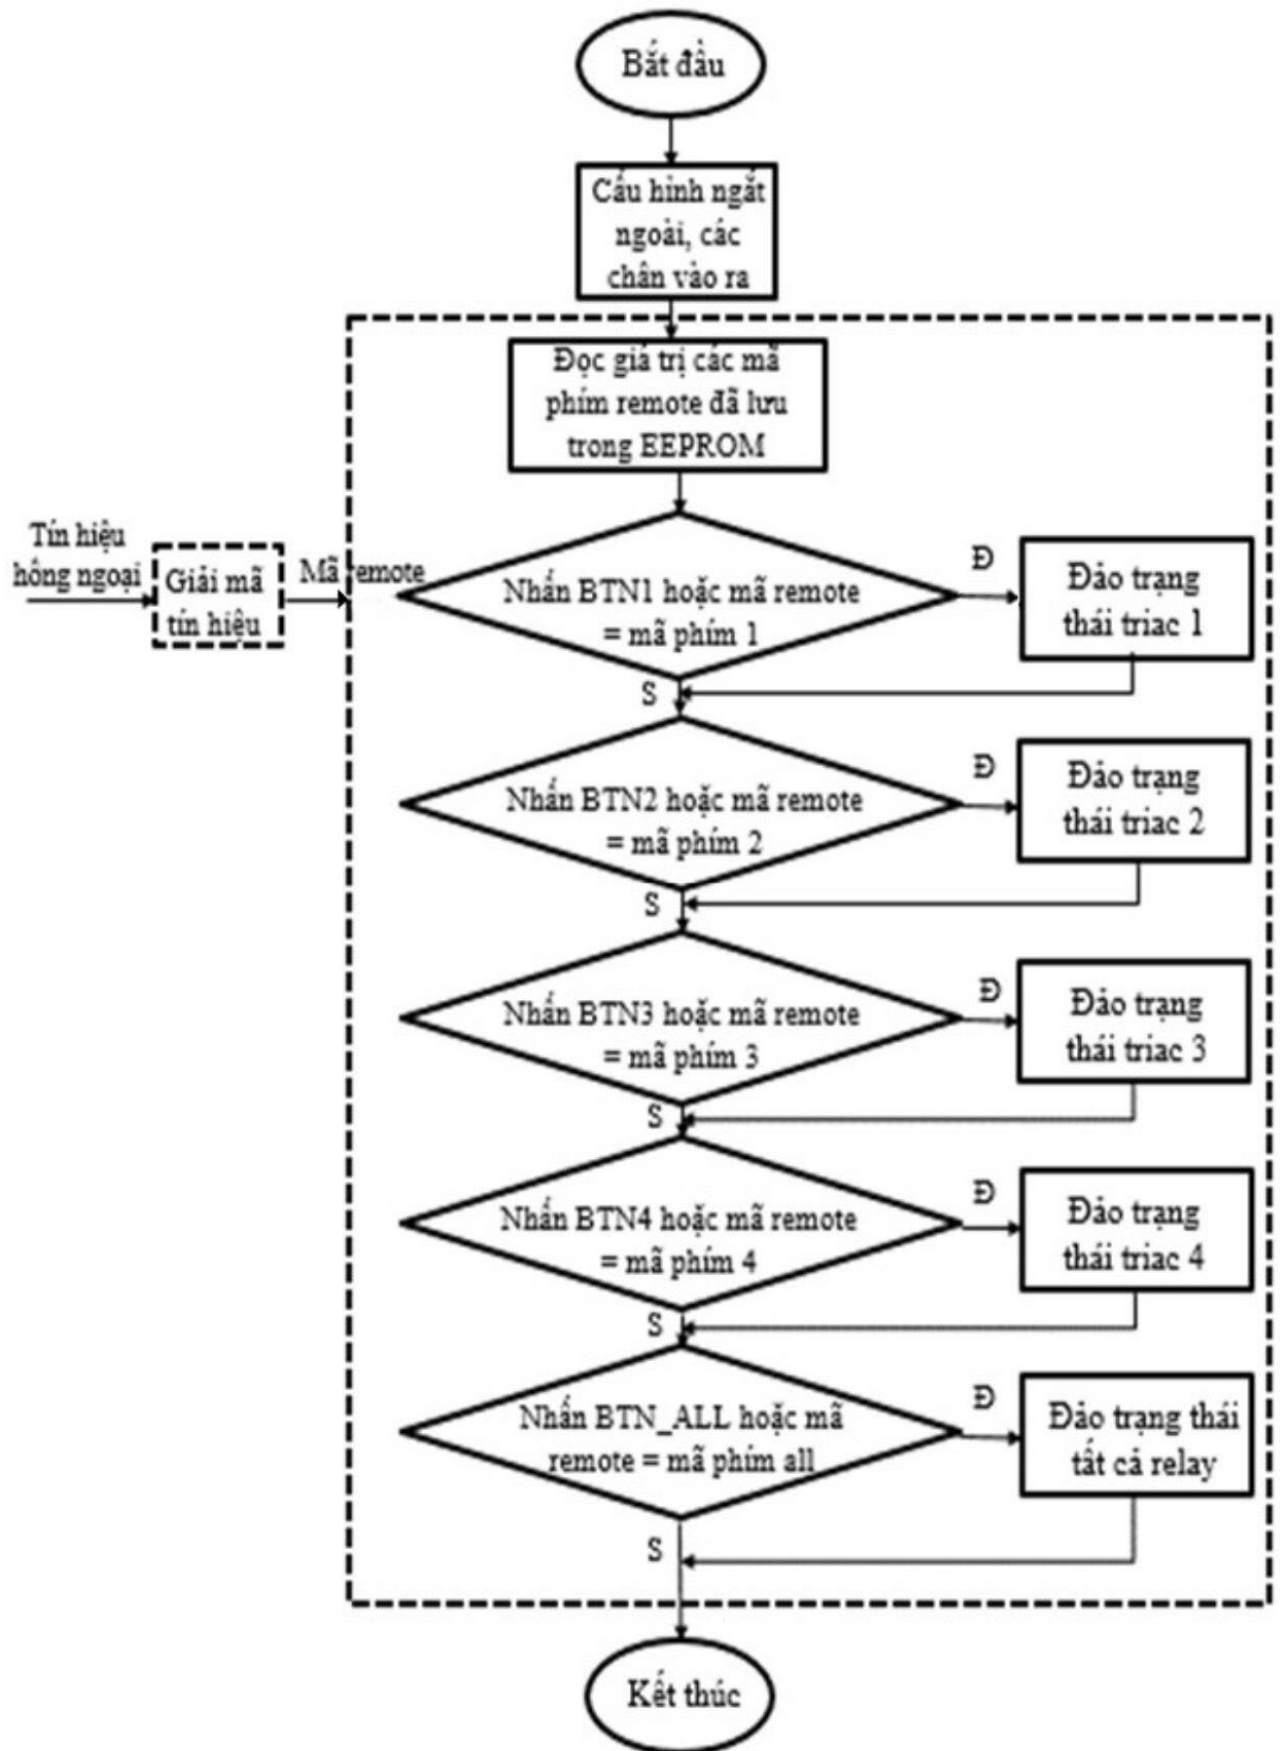 Bắt đầu
Cấu hình ngắt
ngoài, các
chân vào ra
Đọc giá trị các mã
phím remote đã lưu
trong EEPROM
Tín hiệu
hồng ngoại
Giải mã
tín hiệu
Mã remote
Nhấn BTN1 hoặc mã remote
= mã phím 1
Đ
Đảo trạng
thái triac 1
S
Nhấn BTN2 hoặc mã remote
= mã phím 2
Đ
Đảo trạng
thái triac 2
S
Nhấn BTN3 hoặc mã remote
= mã phím 3
Đ
Đảo trạng
thái triac 3
S
Nhấn BTN4 hoặc mã remote
= mã phím 4
Đ
Đảo trạng
thái triac 4
S
Nhấn BTN_ALL hoặc mã
remote = mã phím all
Đ
Đảo trạng thái
tất cả relay
S
Kết thúc